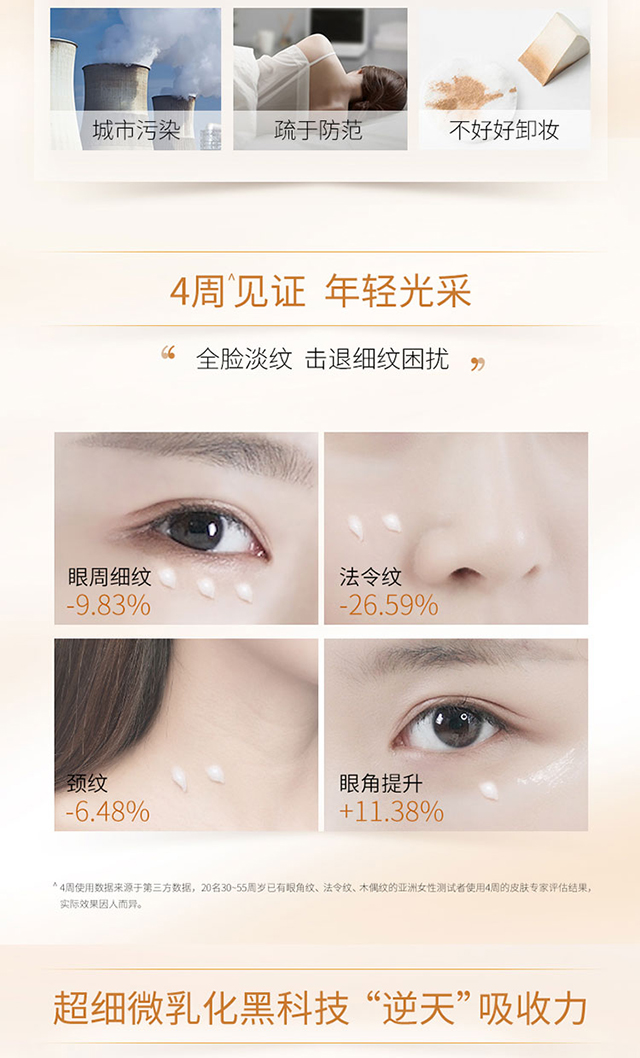 城市污染
疏于防范
不好好卸妆
4周^见证 年轻光采
“ 全脸淡纹 击退细纹困扰 ”
眼周细纹
-9.83%
法令纹
-26.59%
颈纹
-6.48%
眼角提升
+11.38%
^ 4周使用数据来源于第三方数据，20名30~55周岁已有眼角纹、法令纹、木偶纹的亚洲女性测试者使用4周的皮肤专家评估结果，
实际效果因人而异。
超细微乳化黑科技 “逆天” 吸收力